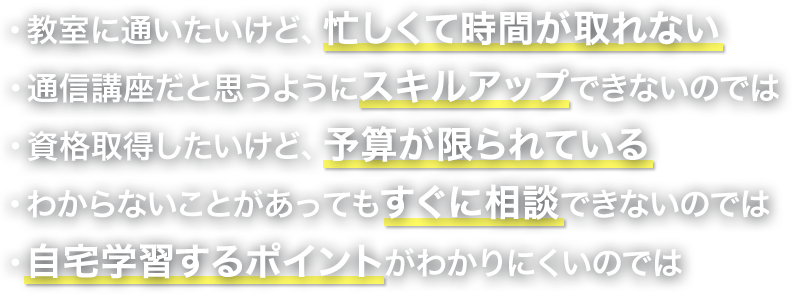 ・教室に通いたいけど、忙しくて時間が取れない
・通信講座だと思うようにスキルアップできないのでは
・資格取得したいけど、予算が限られている
・わからないことがあってもすぐに相談できないのでは
・自宅学習するポイントがわかりにくいのでは